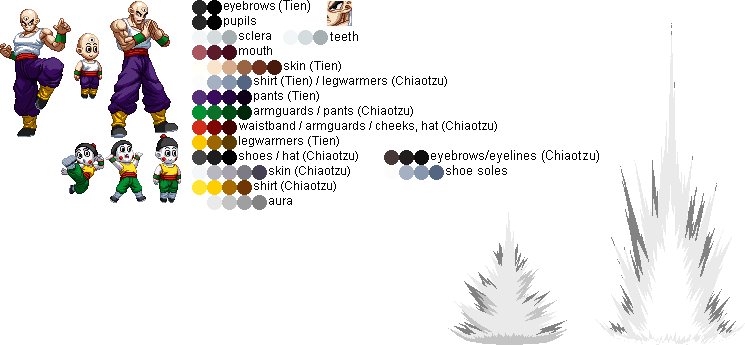 eyebrows (Tien)
pupils
sclera teeth
mouth
skin (Tien)
shirt (Tien) / legwarmers (Chiaotzu)
pants (Tien)
armguards / pants (Chiaotzu)
waistband / armguards / cheeks, hat (Chiaotzu)
legwarmers (Tien)
shoes / hat (Chiaotzu) eyebrows/eyelines (Chiaotzu)
skin (Chiaotzu) shoe soles
shirt (Chiaotzu)
aura